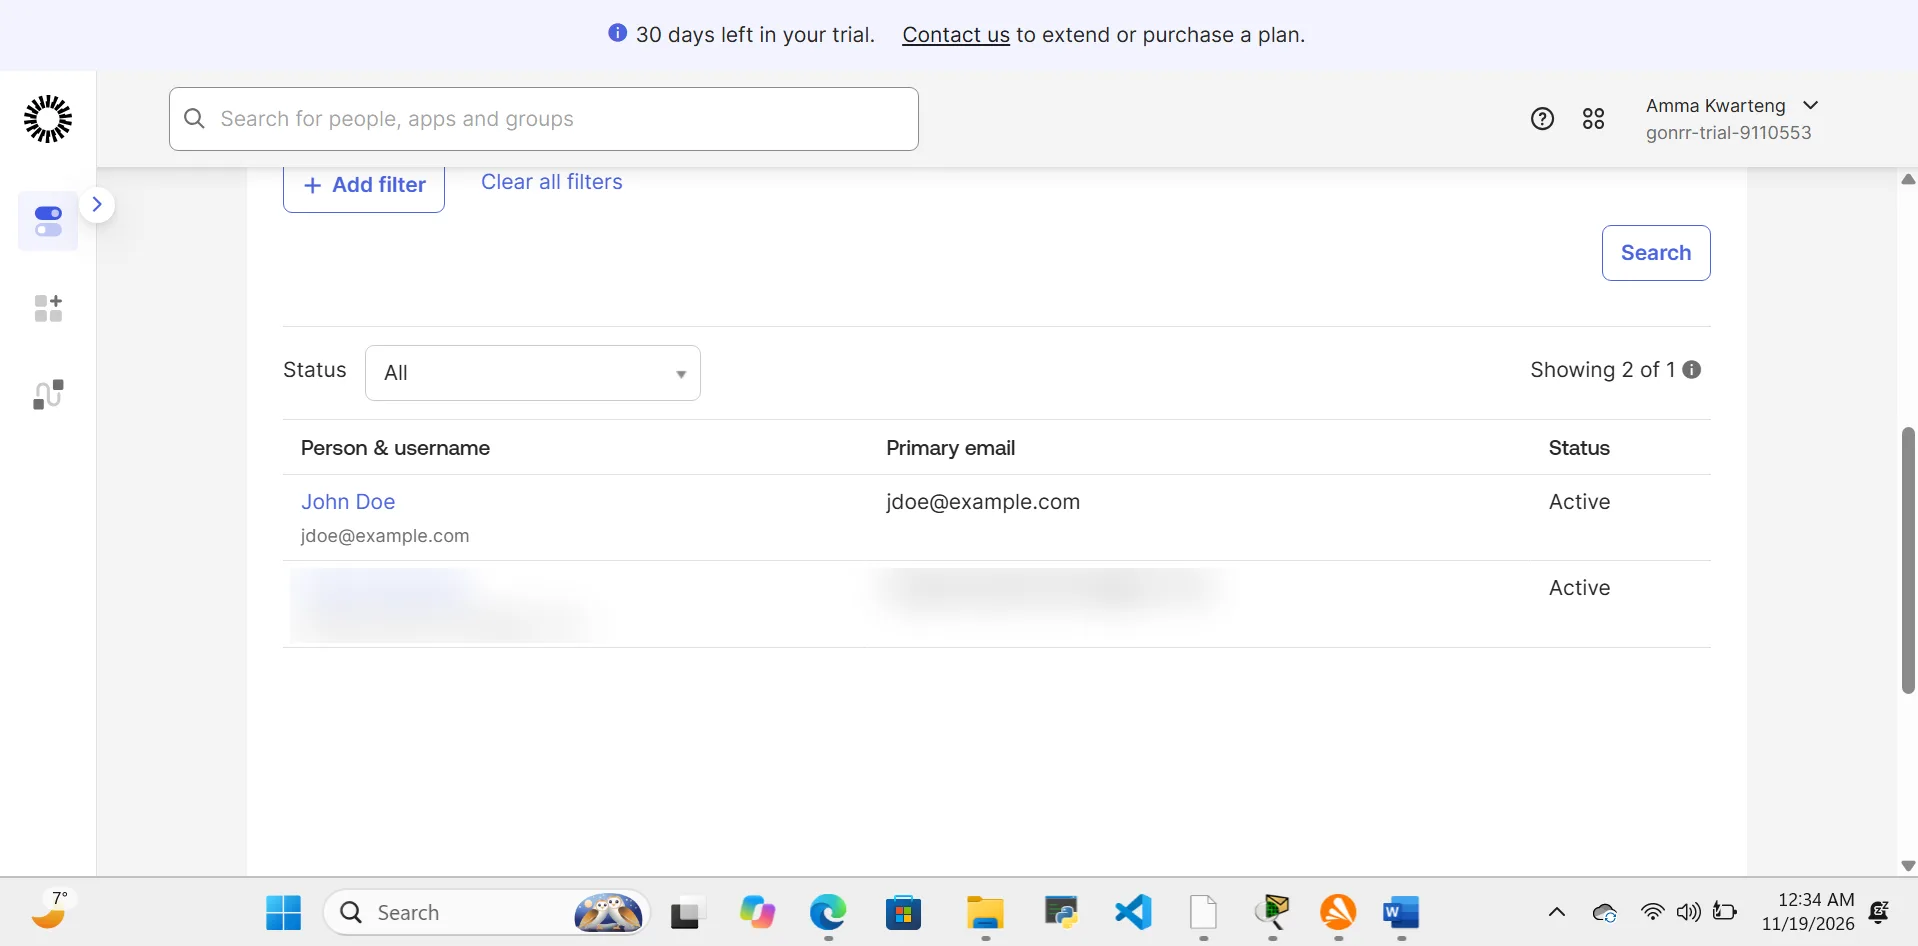 30 days left in your trial. Contact us to extend or purchase a plan.
Search for people, apps and groups
Amma Kwarteng
gonrr-trial-9110553
+ Add filter
Clear all filters
Search
Status
All
Showing 2 of 1
Person & username
Primary email
Status
John Doe
jdoe@example.com
Active
jdoe@example.com
Active
7°
Search
12:34 AM
11/19/2026